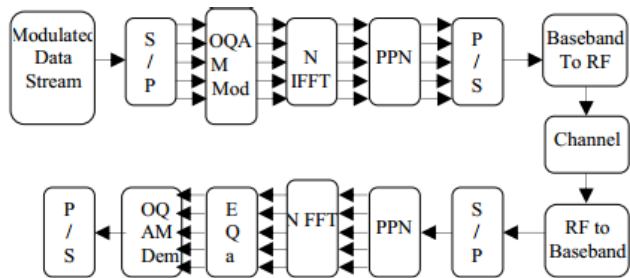 Modulated
Data
Stream
S
/
P
OQA
M
Mod
N
IFFT
PPN
P
/
S
Baseband
To RF
Channel
P
/
S
OQ
AM
Dem
E
Q
a
N FFT
PPN
S
/
P
RF to
Baseband